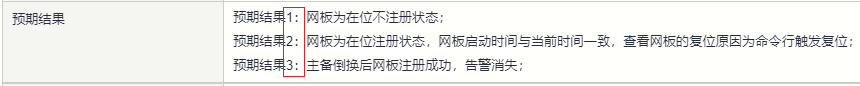 预期结果
预期结果1：网板为在位不注册状态；
预期结果2：网板为在位注册状态，网板启动时间与当前时间一致，查看网板的复位原因为命令行触发复位；
预期结果3：主备倒换后网板注册成功，告警消失；